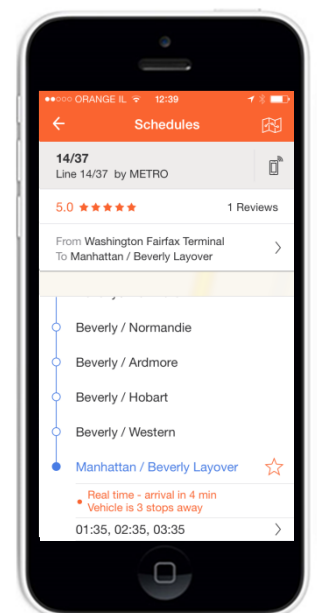 ORANGE IL 12:39
Schedules
14/37
Line 14/37 by METRO
5.0 ★★★★★ 1 Reviews
From Washington Fairfax Terminal
To Manhattan / Beverly Layover
Beverly / Normandie
Beverly / Ardmore
Beverly / Hobart
Beverly / Western
Manhattan / Beverly Layover
Real time - arrival in 4 min
Vehicle is 3 stops away
01:35, 02:35, 03:35